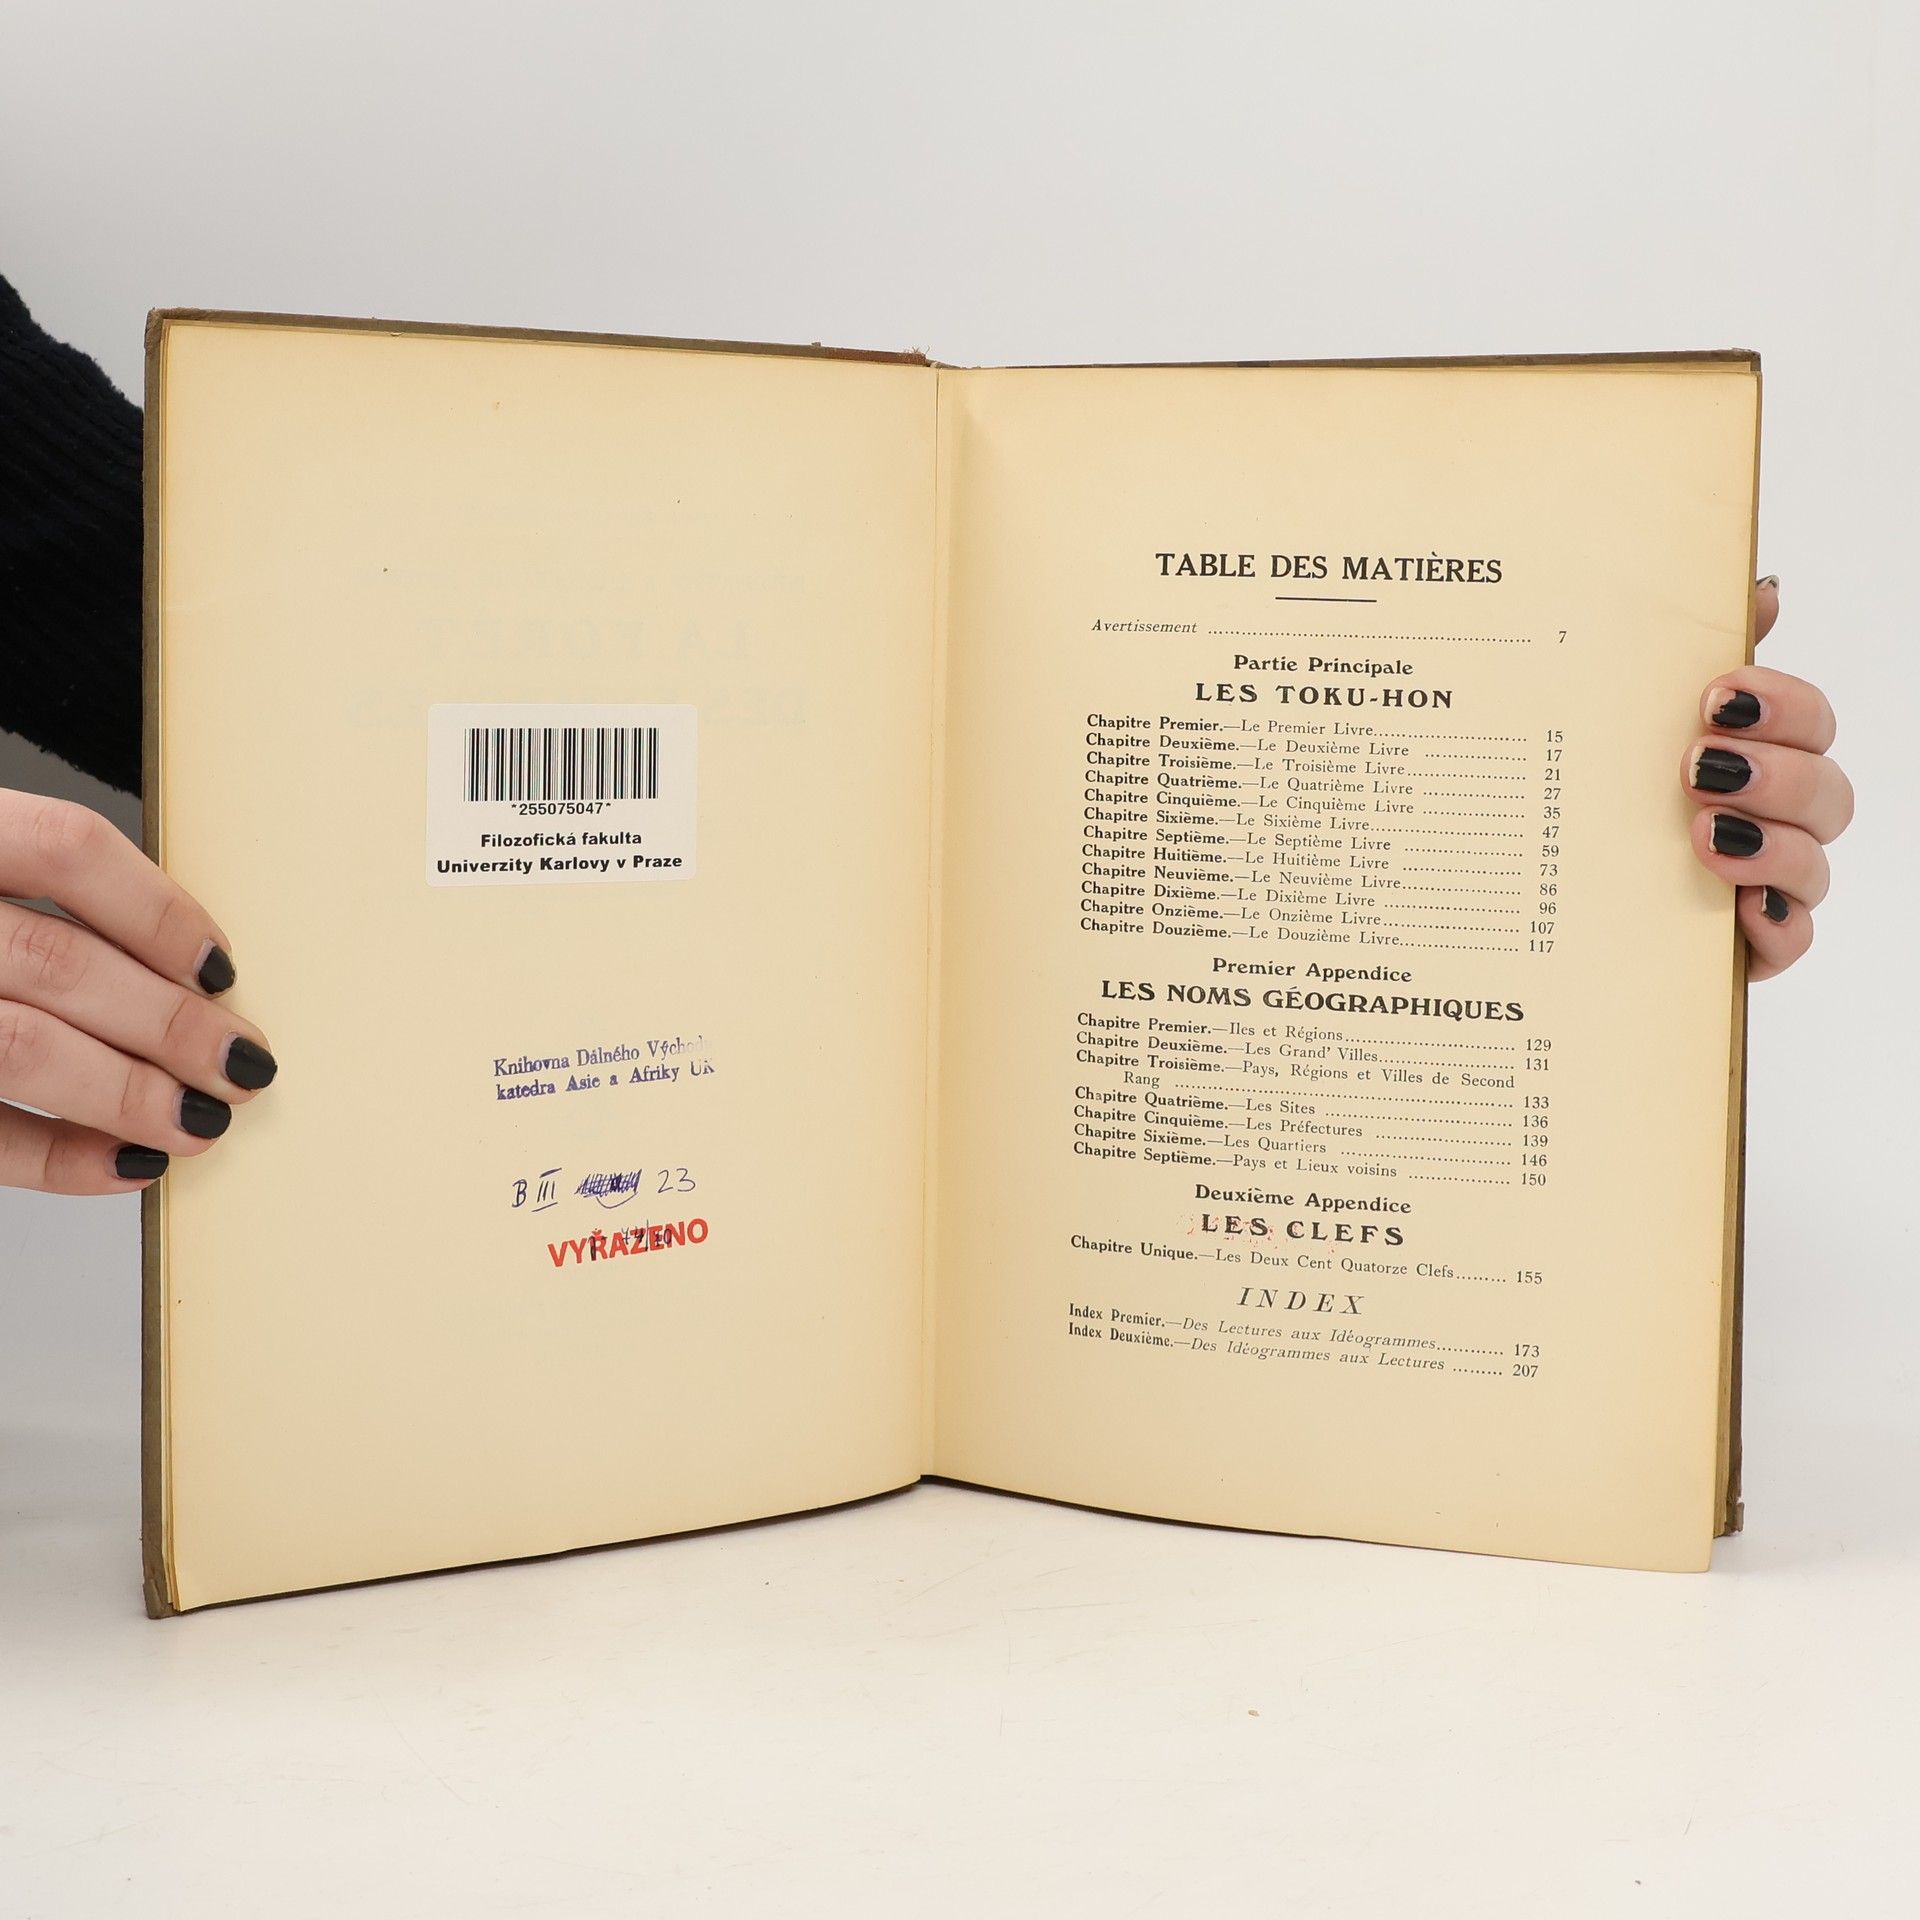 *255075047*
Filozofická fakulta
Univerzity Karlovy v Praze
Knihovna Dálného Východu
katedra Asie a Afriky UK
B III 23
VYŘAZENO
TABLE DES MATIÈRES
Avertissement 7
Partie Principale
LES TOKU-HON
Chapitre Premier.—Le Premier Livre 15
Chapitre Deuxième.—Le Deuxième Livre 17
Chapitre Troisième.—Le Troisième Livre 21
Chapitre Quatrième.—Le Quatrième Livre 27
Chapitre Cinquième.—Le Cinquième Livre 35
Chapitre Sixième.—Le Sixième Livre 47
Chapitre Septième.—Le Septième Livre 59
Chapitre Huitième.—Le Huitième Livre 73
Chapitre Neuvième.—Le Neuvième Livre 86
Chapitre Dixième.—Le Dixième Livre 96
Chapitre Onzième.—Le Onzième Livre 107
Chapitre Douzième.—Le Douzième Livre 117
Premier Appendice
LES NOMS GÉOGRAPHIQUES
Chapitre Premier.—Iles et Régions 129
Chapitre Deuxième.—Les Grand' Villes 131
Chapitre Troisième.—Pays, Régions et Villes de Second
Rang 133
Chapitre Quatrième.—Les Sites 136
Chapitre Cinquième.—Les Préfectures 139
Chapitre Sixième.—Les Quartiers 146
Chapitre Septième.—Pays et Lieux voisins 150
Deuxième Appendice
LES CLEFS
Chapitre Unique.—Les Deux Cent Quatorze Clefs 155
INDEX
Index Premier.—Des Lectures aux Idéogrammes 173
Index Deuxième.—Des Idéogrammes aux Lectures 207